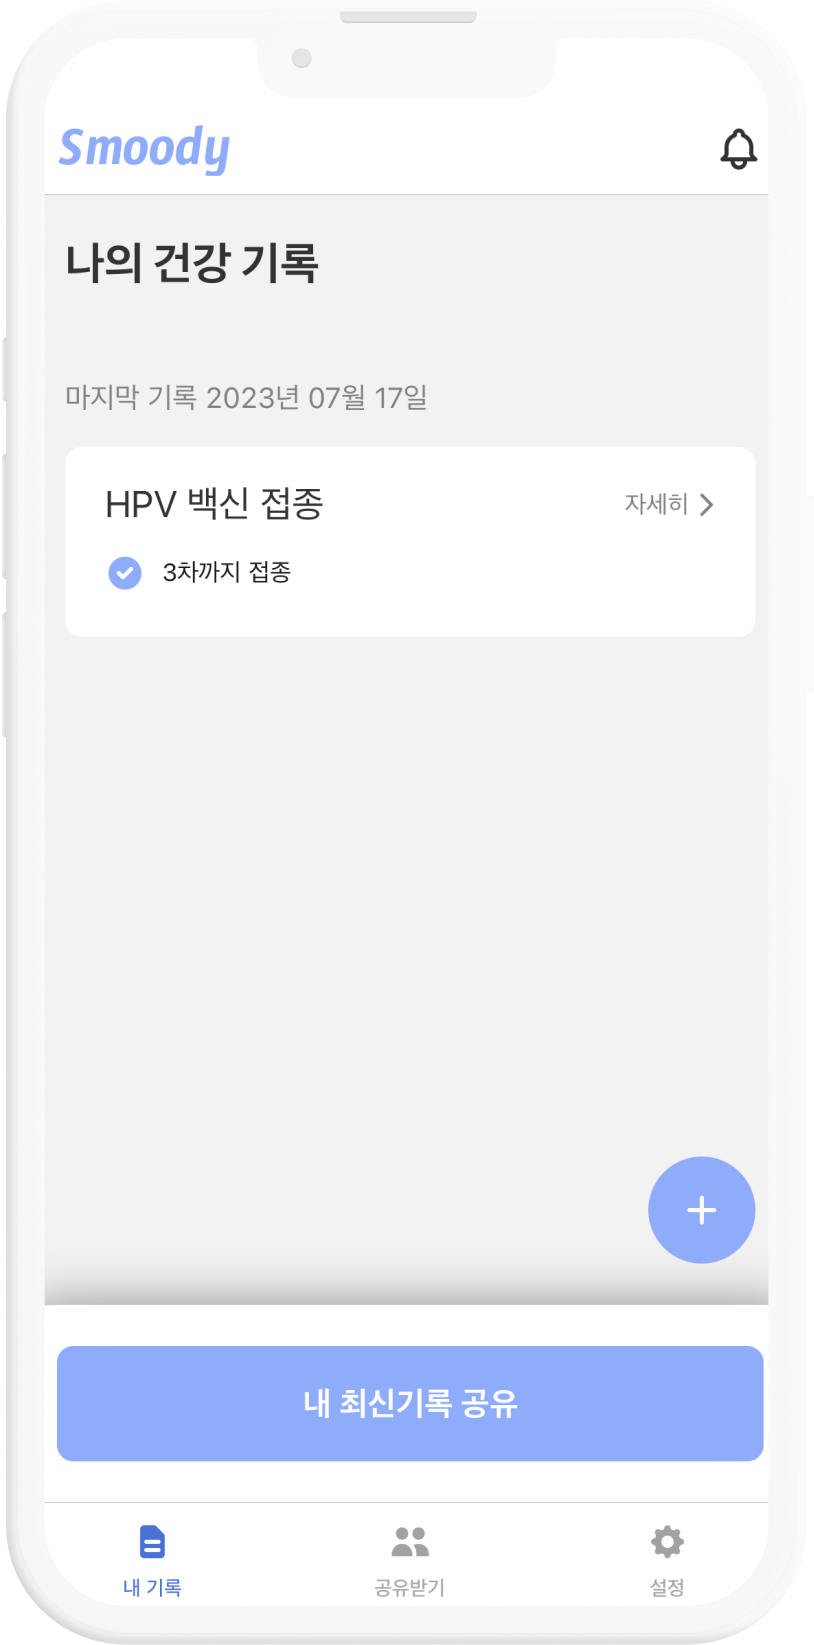 Smoody
나의 건강 기록
마지막 기록 2023년 07월 17일
HPV 백신 접종
자세히
3차까지 접종
내 최신기록 공유
내 기록
공유받기
설정